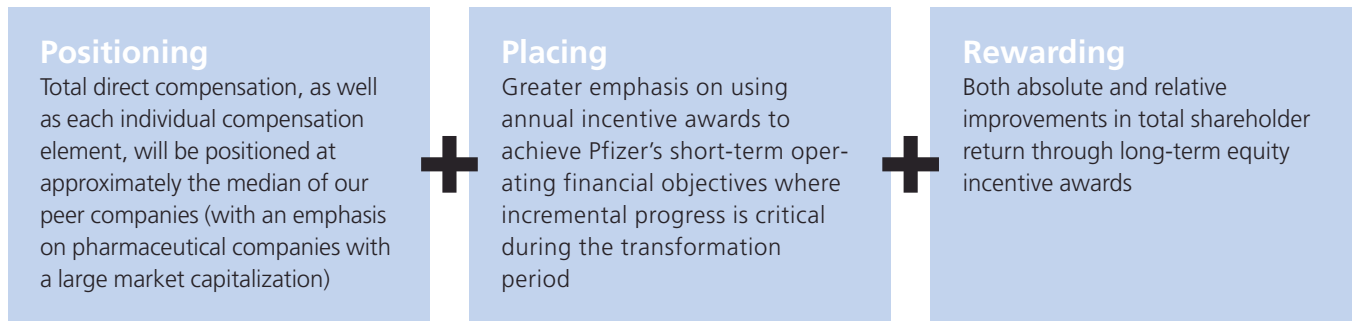 Positioning
Total direct compensation, as well
as each individual compensation
element, will be positioned at
approximately the median of our
peer companies (with an emphasis
on pharmaceutical companies with
a large market capitalization)
Placing
Greater emphasis on using
annual incentive awards to
achieve Pfizer’s short-term oper-
ating financial objectives where
incremental progress is critical
during the transformation
period
Rewarding
Both absolute and relative
improvements in total shareholder
return through long-term equity
incentive awards